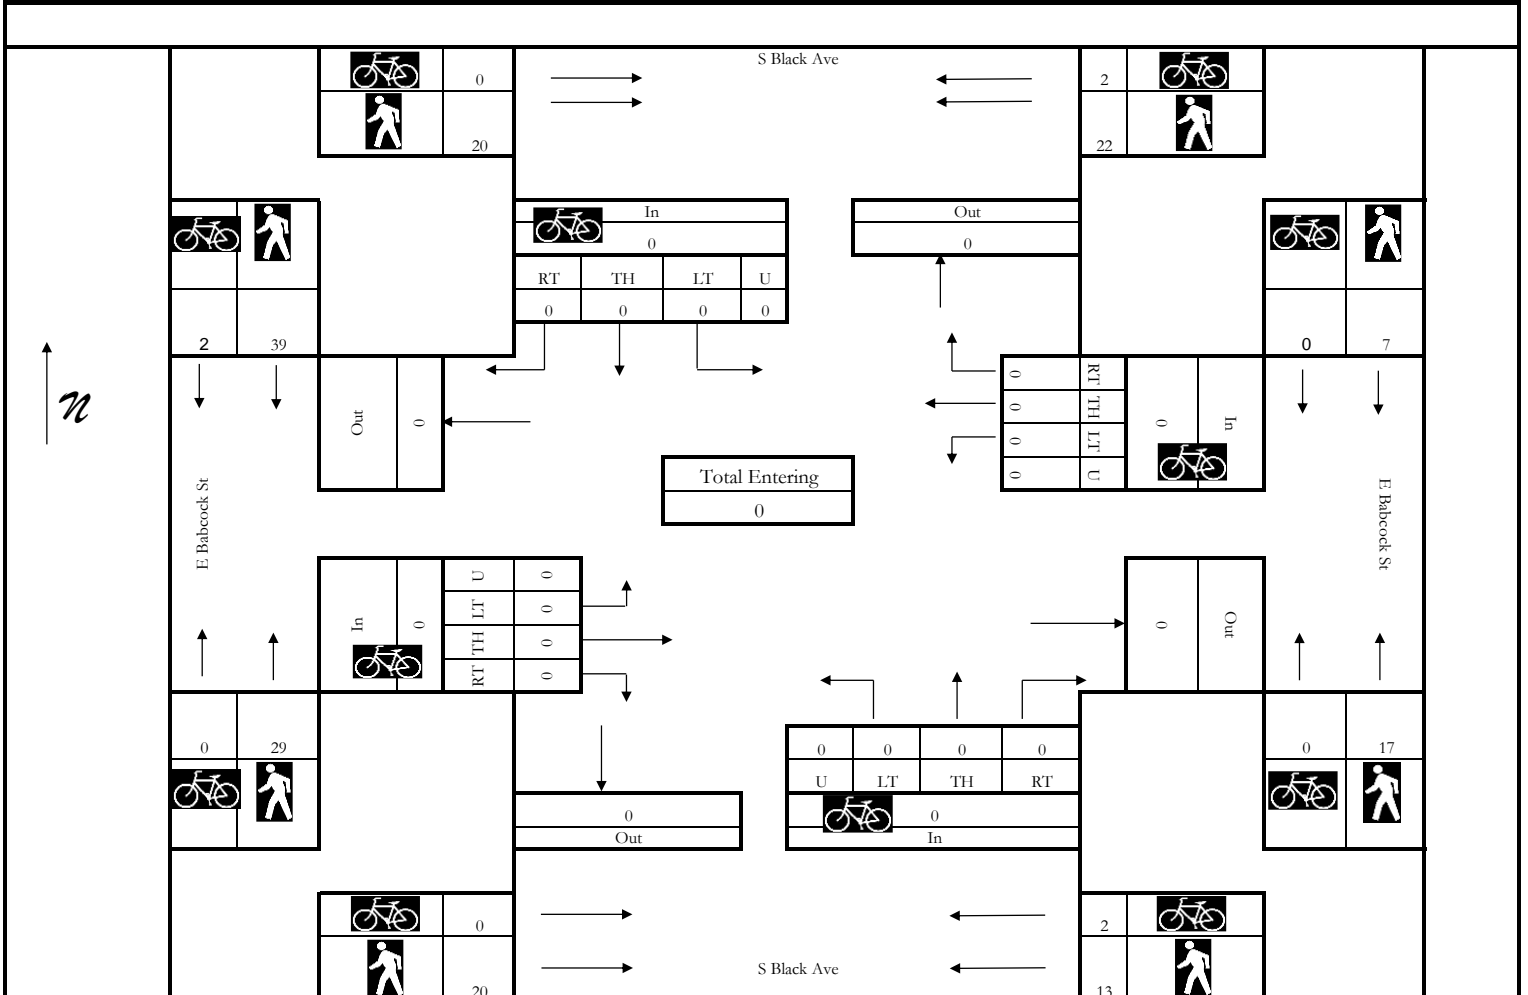 S Black Ave
0
2
20
22
In
0
Out
0
RT TH LT U
0 0 0 0
2 39
0 7
Out
0
0 RT
0 TH
0 LT
0 U
0
In
N
E Babcock St
Total Entering
0
E Babcock St
In
0
U 0
LT 0
TH 0
RT 0
0
Out
0 29
0 0 0 0
U LT TH RT
0 17
0
Out
0
In
0
2
S Black Ave
20
13